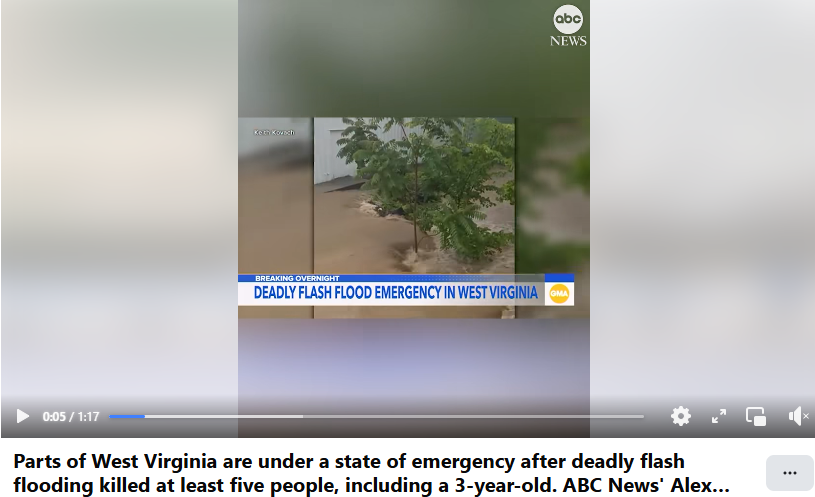 abc
NEWS
Keith Kovach
BREAKING OVERNIGHT
DEADLY FLASH FLOOD EMERGENCY IN WEST VIRGINIA
GMA
0:05 / 1:17
Parts of West Virginia are under a state of emergency after deadly flash
flooding killed at least five people, including a 3-year-old. ABC News' Alex...